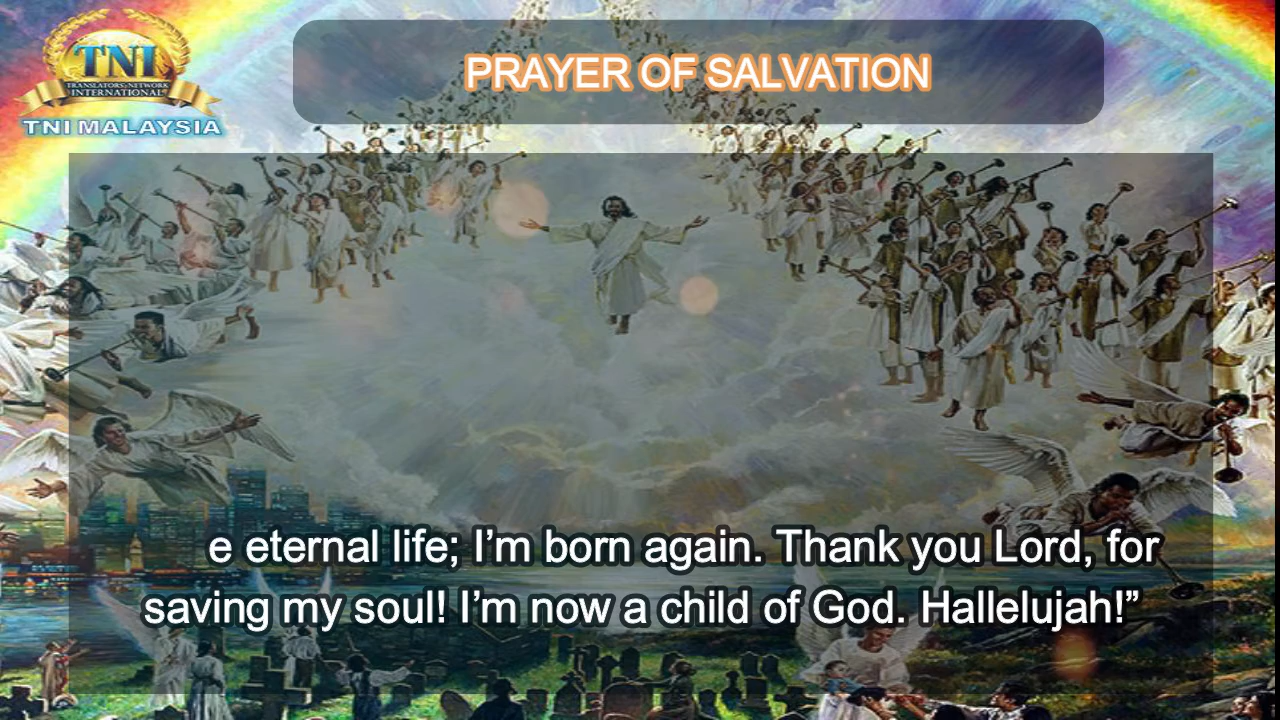 TNI
TRANSLATORS' NETWORK
INTERNATIONAL
TNI MALAYSIA
PRAYER OF SALVATION
e eternal life; I’m born again. Thank you Lord, for
saving my soul! I’m now a child of God. Hallelujah!”